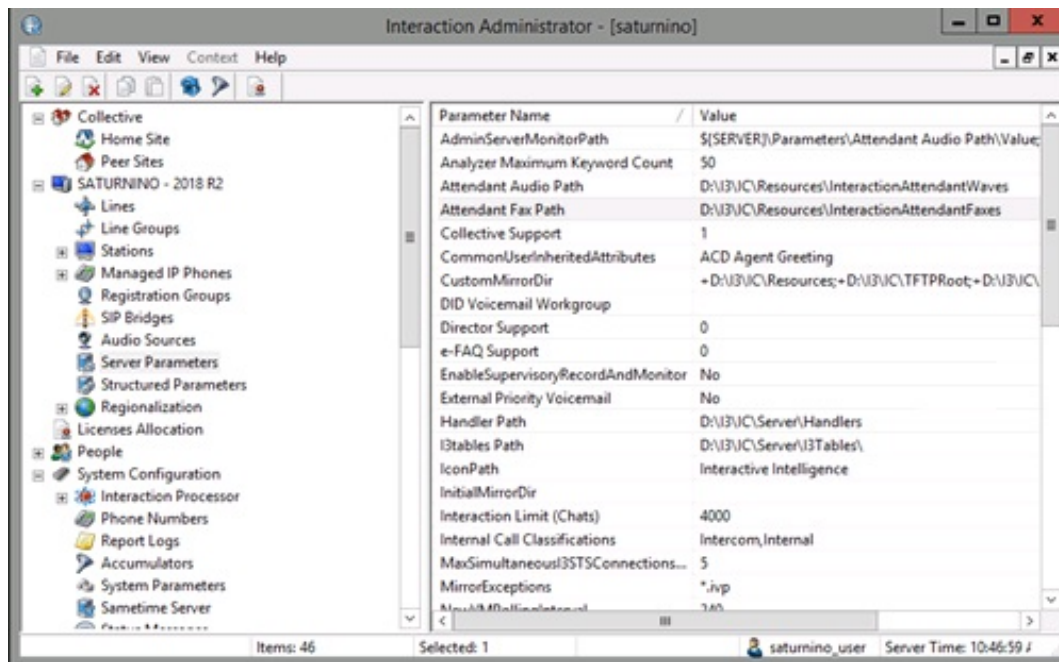 Interaction Administrator - [saturnino]
File Edit View Context Help
Collective
Home Site
Peer Sites
SATURNINO - 2018 R2
Lines
Line Groups
Stations
Managed IP Phones
Registration Groups
SIP Bridges
Audio Sources
Server Parameters
Structured Parameters
Regionalization
Licenses Allocation
People
System Configuration
Interaction Processor
Phone Numbers
Report Logs
Accumulators
System Parameters
Sametime Server
Parameter Name / Value
AdminServerMonitorPath $[SERVER]\Parameters\Attendant Audio Path\Value;
Analyzer Maximum Keyword Count 50
Attendant Audio Path D:\I3\IC\Resources\InteractionAttendantWaves
Attendant Fax Path D:\I3\IC\Resources\InteractionAttendantFaxes
Collective Support 1
CommonUserInheritedAttributes ACD Agent Greeting
CustomMirrorDir +D:\I3\IC\Resources;+D:\I3\IC\TFTPRoot;+D:\I3\IC\
DID Voicemail Workgroup
Director Support 0
e-FAQ Support 0
EnableSupervisoryRecordAndMonitor No
External Priority Voicemail No
Handler Path D:\I3\IC\Server\Handlers
I3tables Path D:\I3\IC\Server\I3Tables\
IconPath Interactive Intelligence
InitialMirrorDir
Interaction Limit (Chats) 4000
Internal Call Classifications Intercom,Internal
MaxSimultaneousI3STSConnections... 5
MirrorExceptions *.ivp
Items: 46 Selected: 1 saturnino_user Server Time: 10:46:59